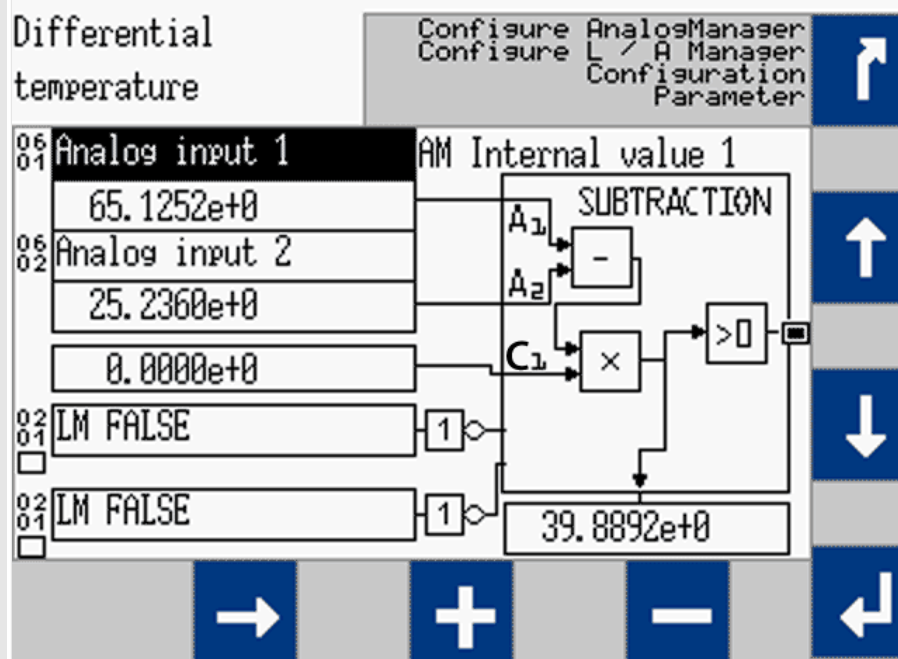 Differential
temperature
Configure AnalogManager
Configure L / A Manager
Configuration
Parameter
06
01
Analog input 1
AM Internal value 1
65.1252e+0
SUBTRACTION
A1
-
06
02
Analog input 2
A2
25.2360e+0
>0
0.0000e+0
C1
×
02
01
LM FALSE
1
02
01
LM FALSE
1
39.8892e+0